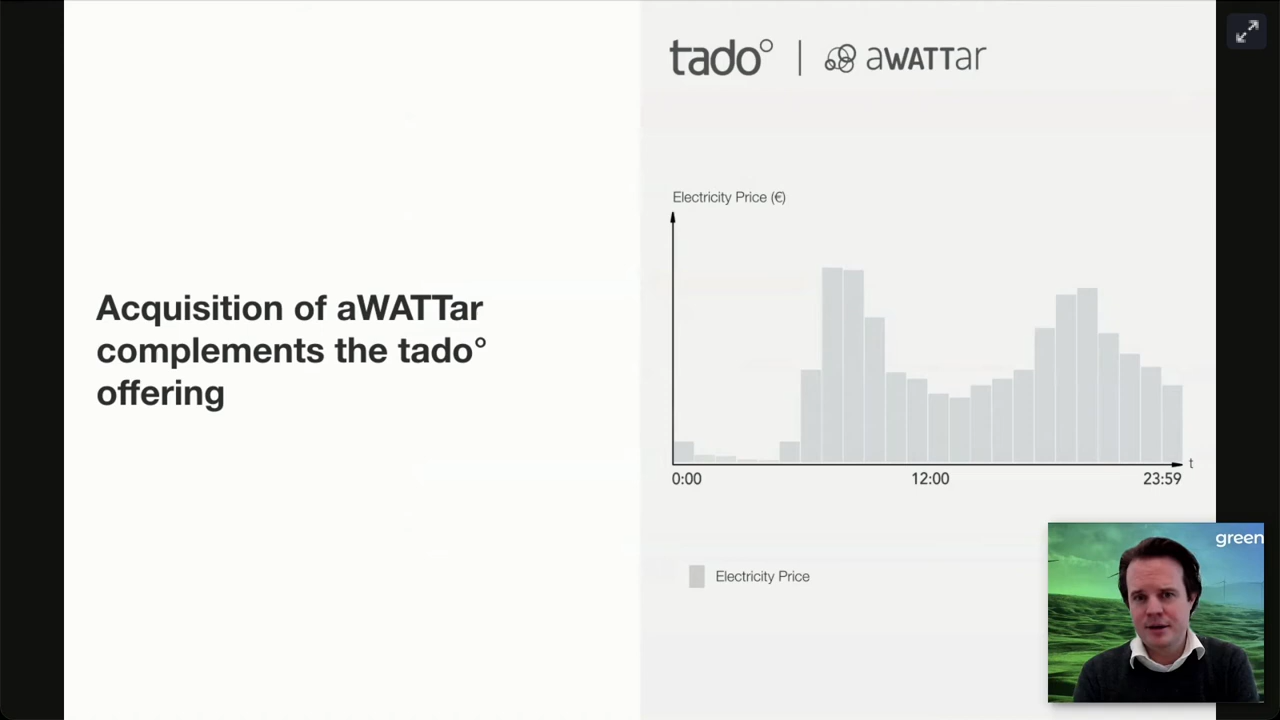 tado° | aWATTar
Electricity Price (€)
Acquisition of aWATTar
complements the tado°
offering
t
0:00 12:00 23:59
Electricity Price
green